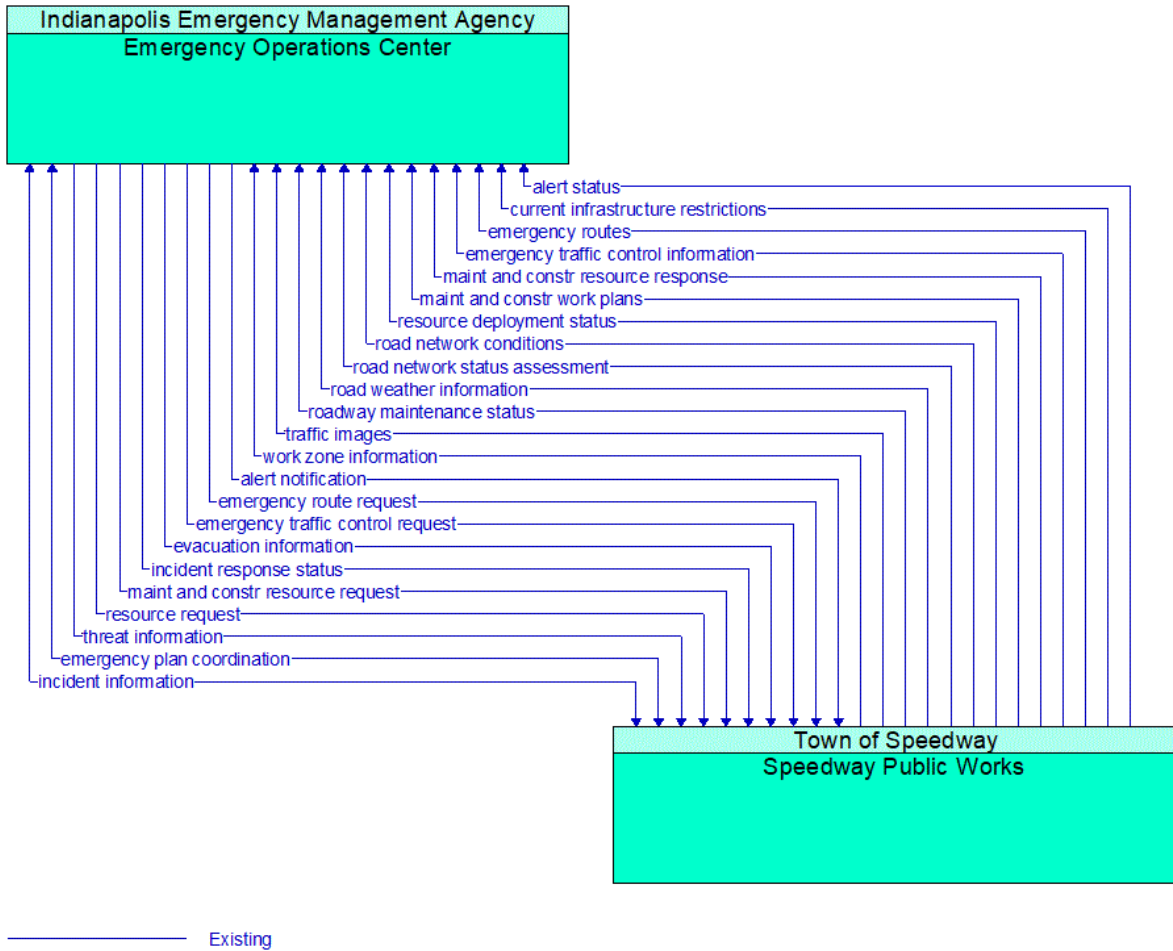 Indianapolis Emergency Management Agency
Emergency Operations Center
alert status
current infrastructure restrictions
emergency routes
emergency traffic control information
maint and constr resource response
maint and constr work plans
resource deployment status
road network conditions
road network status assessment
road weather information
roadway maintenance status
traffic images
work zone information
alert notification
emergency route request
emergency traffic control request
evacuation information
incident response status
maint and constr resource request
resource request
threat information
emergency plan coordination
incident information
Town of Speedway
Speedway Public Works
Existing